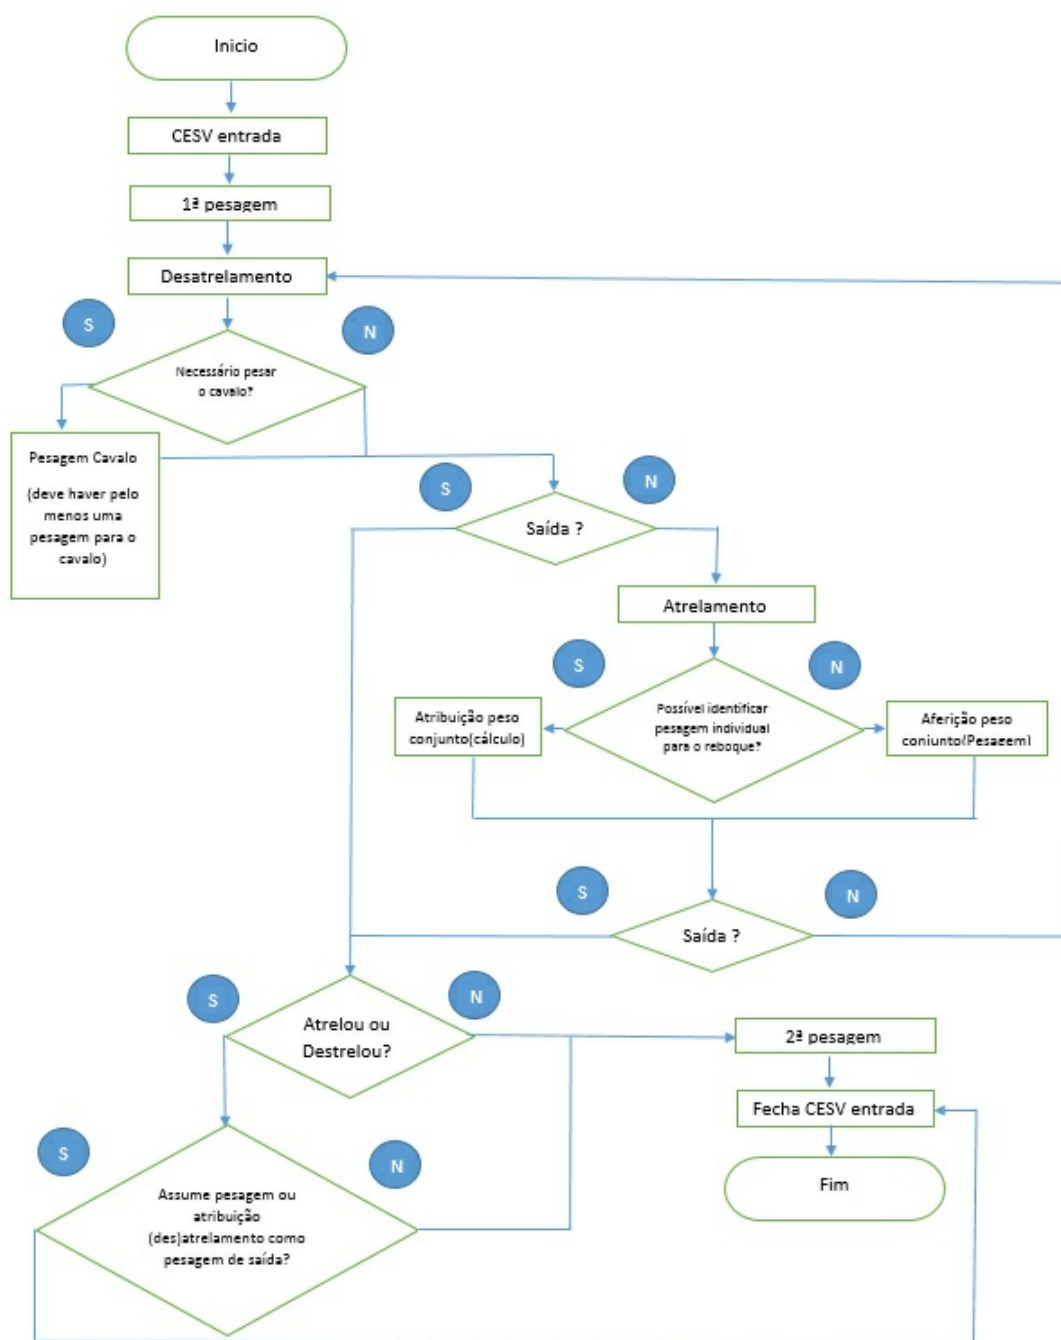 Inicio
CESV entrada
1ª pesagem
Desatrelamento
S
N
Necessário pesar
o cavalo?
Pesagem Cavalo
(deve haver pelo
menos uma
pesagem para o
cavalo)
S
N
Saída ?
Atrelamento
S
N
Possível identificar
pesagem individual
para o reboque?
Atribuição peso
conjunto(cálculo)
Aferição peso
conjunto(Pesagem)
S
N
Saída ?
S
N
Atrelou ou
Destrelou?
2ª pesagem
Fecha CESV entrada
Fim
S
N
Assume pesagem ou
atribuição
(des)atrelamento como
pesagem de saída?